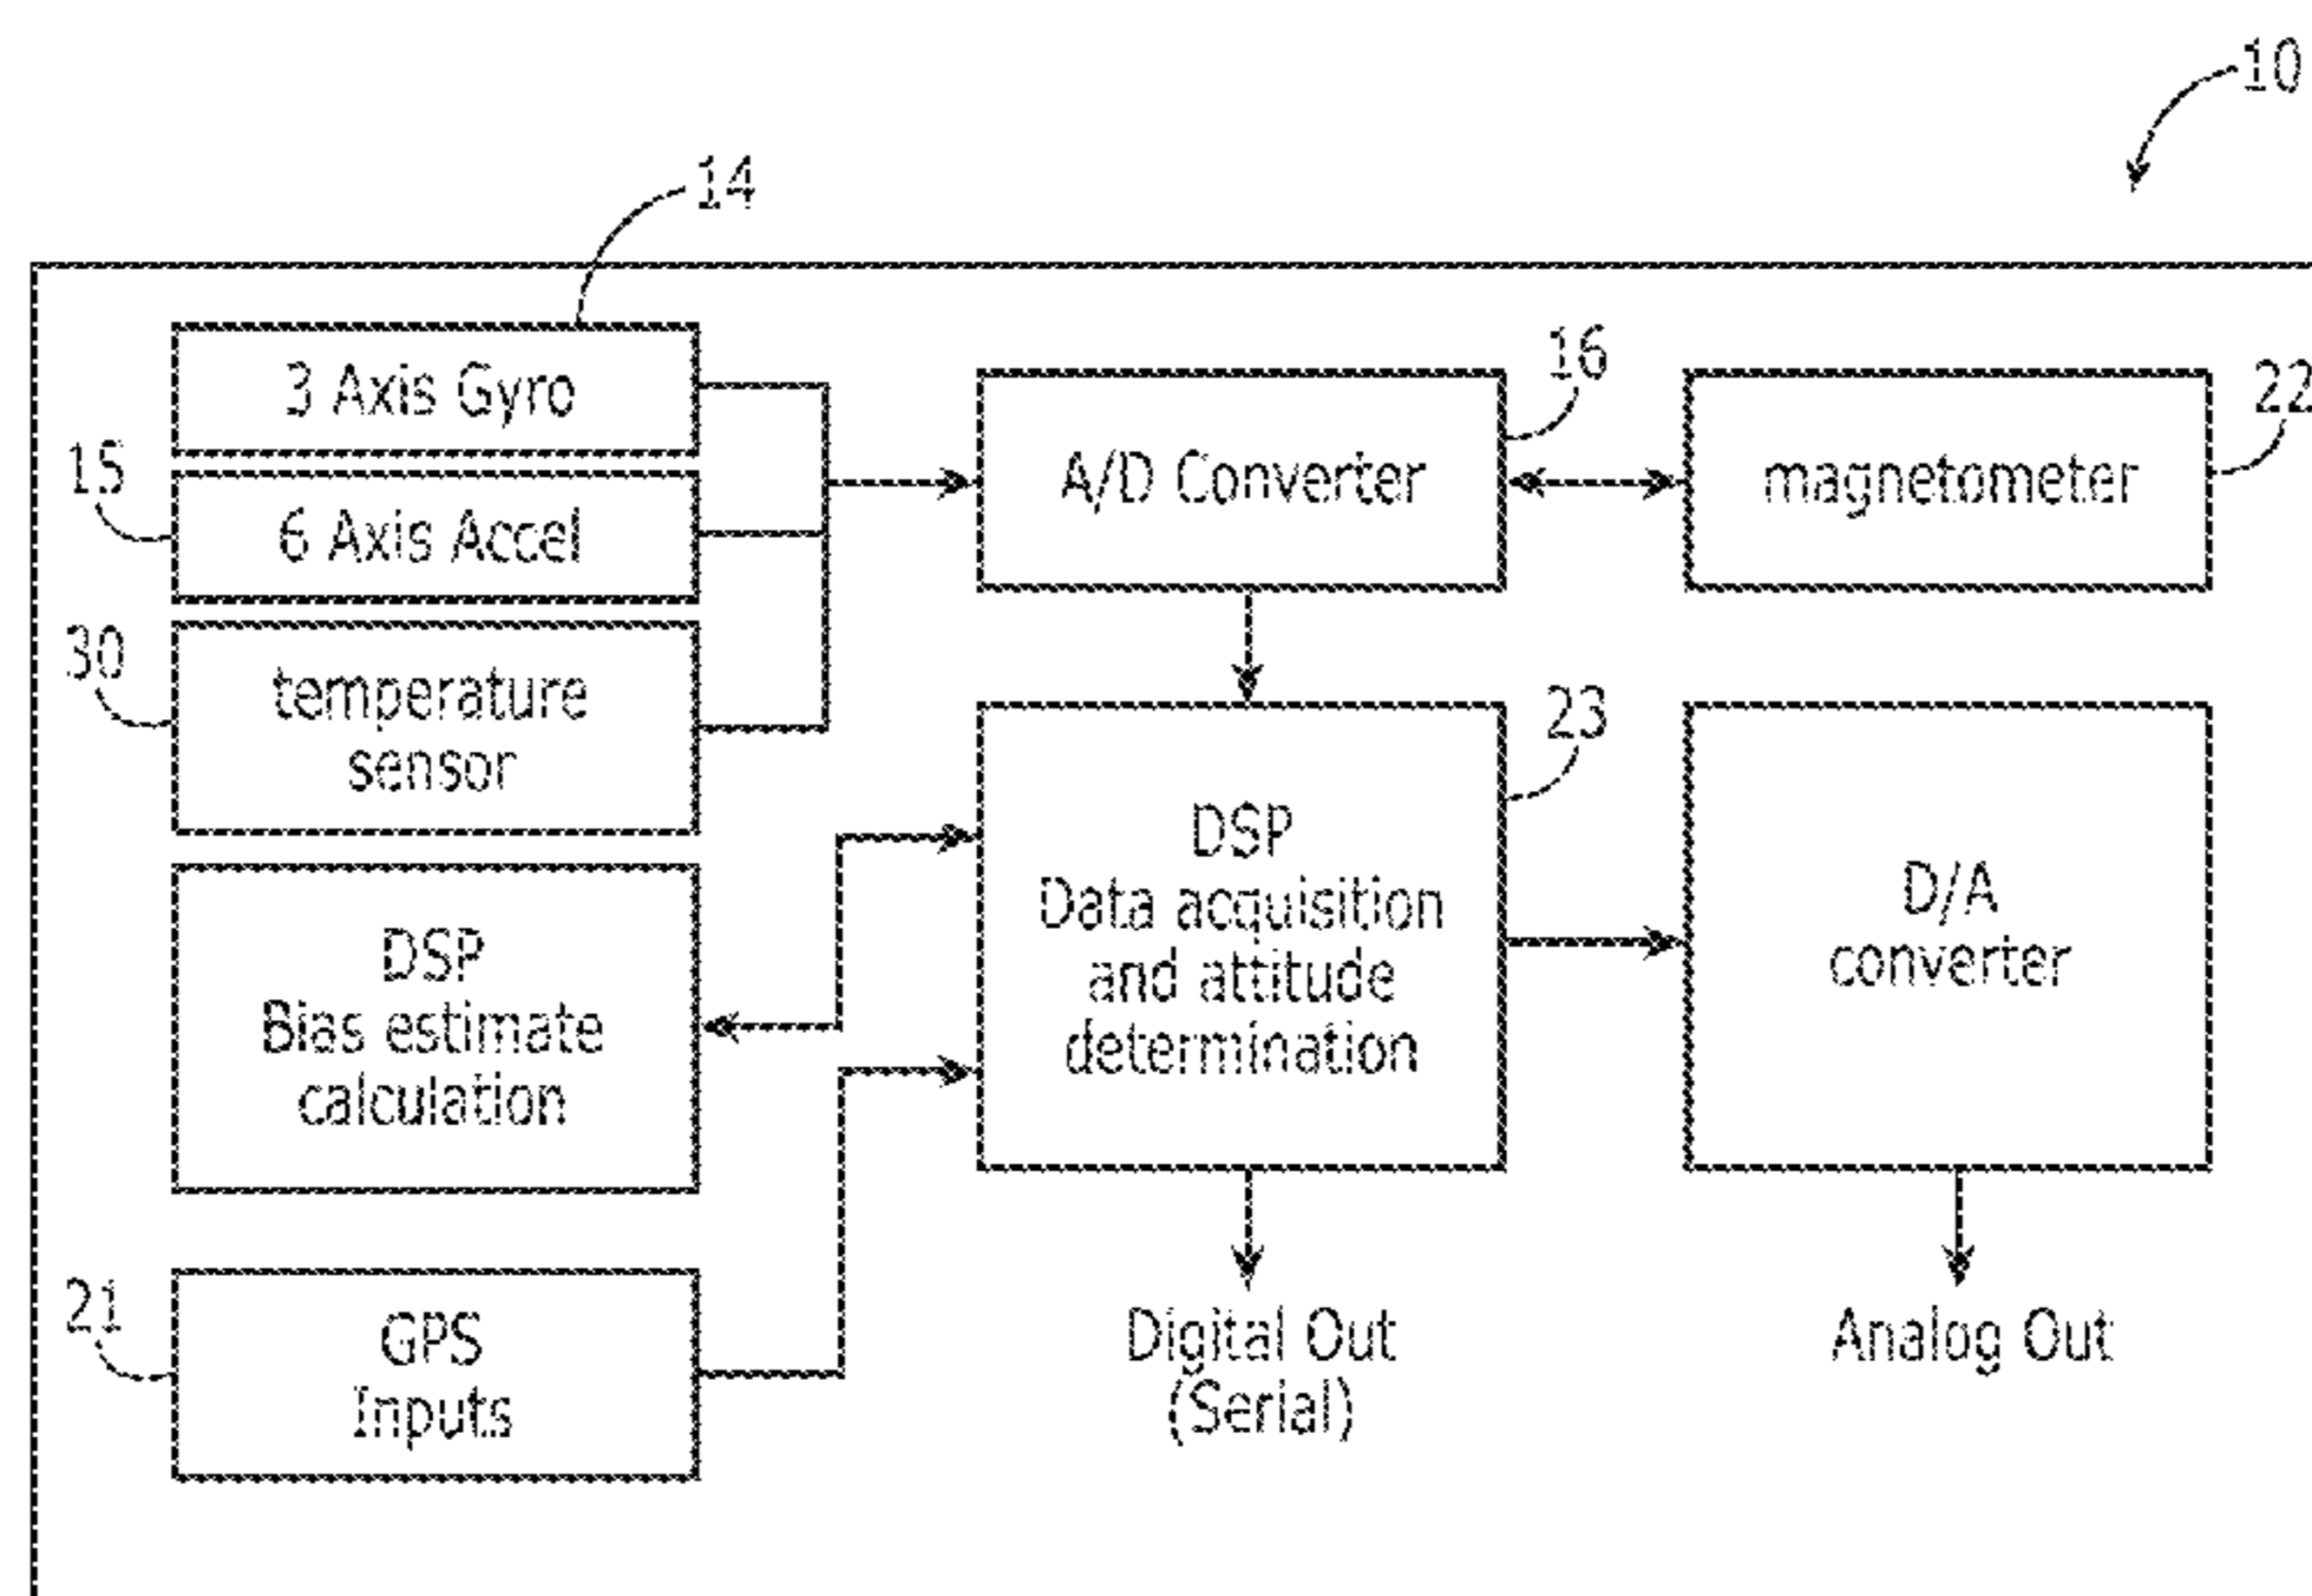 10
14
3 Axis Gyro
15
6 Axis Accel
30
temperature
sensor
A/D Converter
16
magnetometer
22
DSP
Bias estimate
calculation
DSP
Data acquisition
and attitude
determination
23
D/A
converter
21
GPS
Inputs
Digital Out
(Serial)
Analog Out